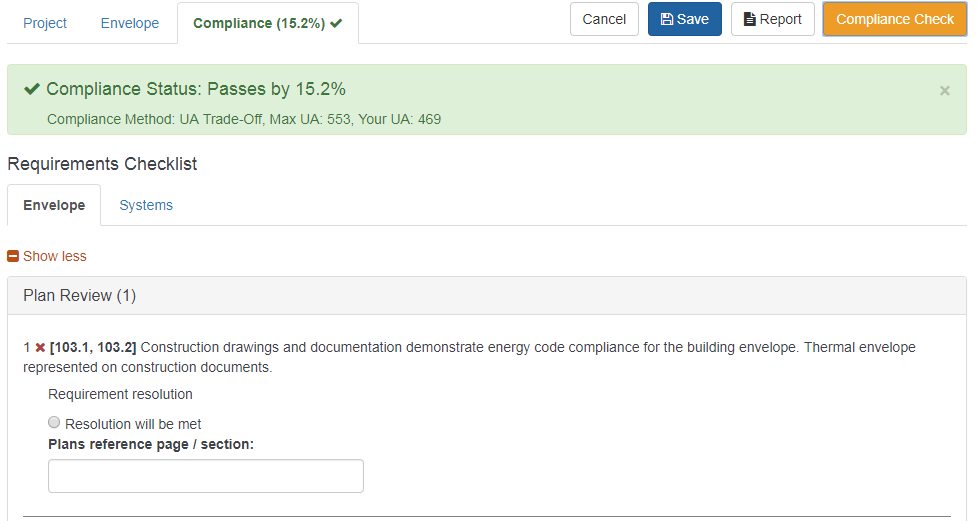 Project Envelope Compliance (15.2%) Cancel Save Report Compliance Check
Compliance Status: Passes by 15.2% ×
Compliance Method: UA Trade-Off, Max UA: 553, Your UA: 469
Requirements Checklist
Envelope Systems
Show less
Plan Review (1)
1 [103.1, 103.2] Construction drawings and documentation demonstrate energy code compliance for the building envelope. Thermal envelope
represented on construction documents.
Requirement resolution
Resolution will be met
Plans reference page / section: